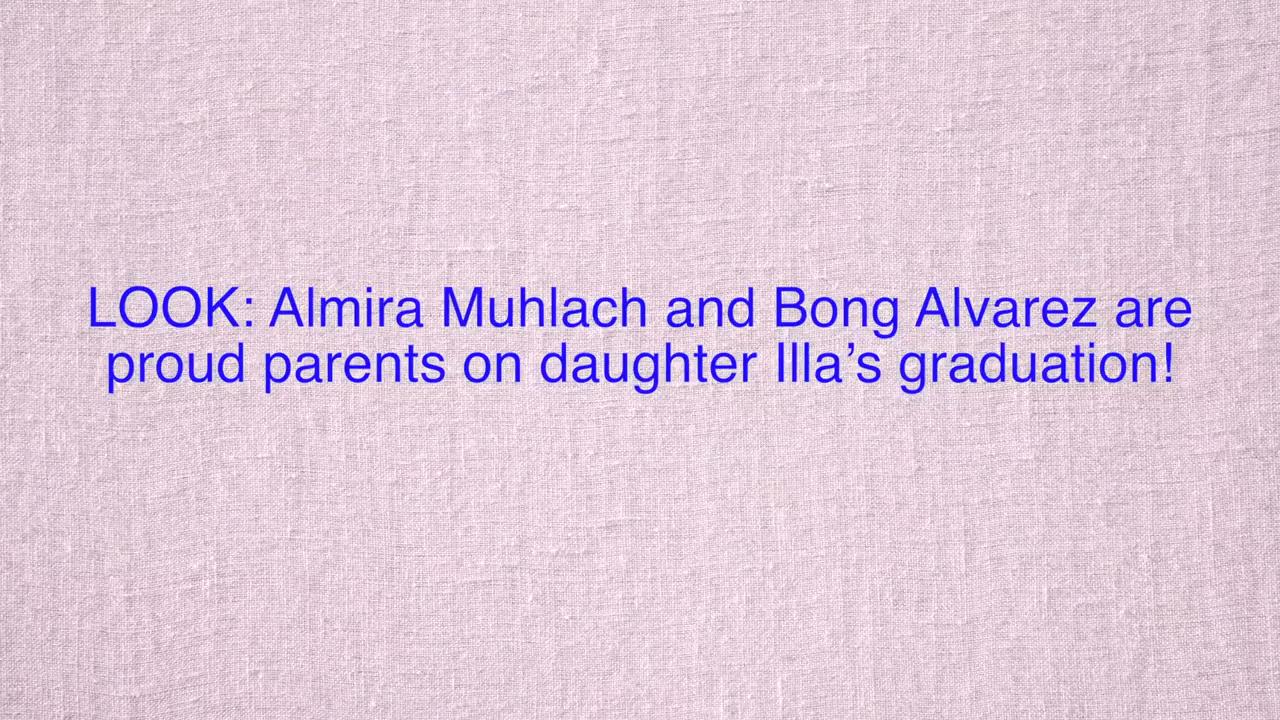 LOOK: Almira Muhlach and Bong Alvarez are
proud parents on daughter Illa’s graduation!